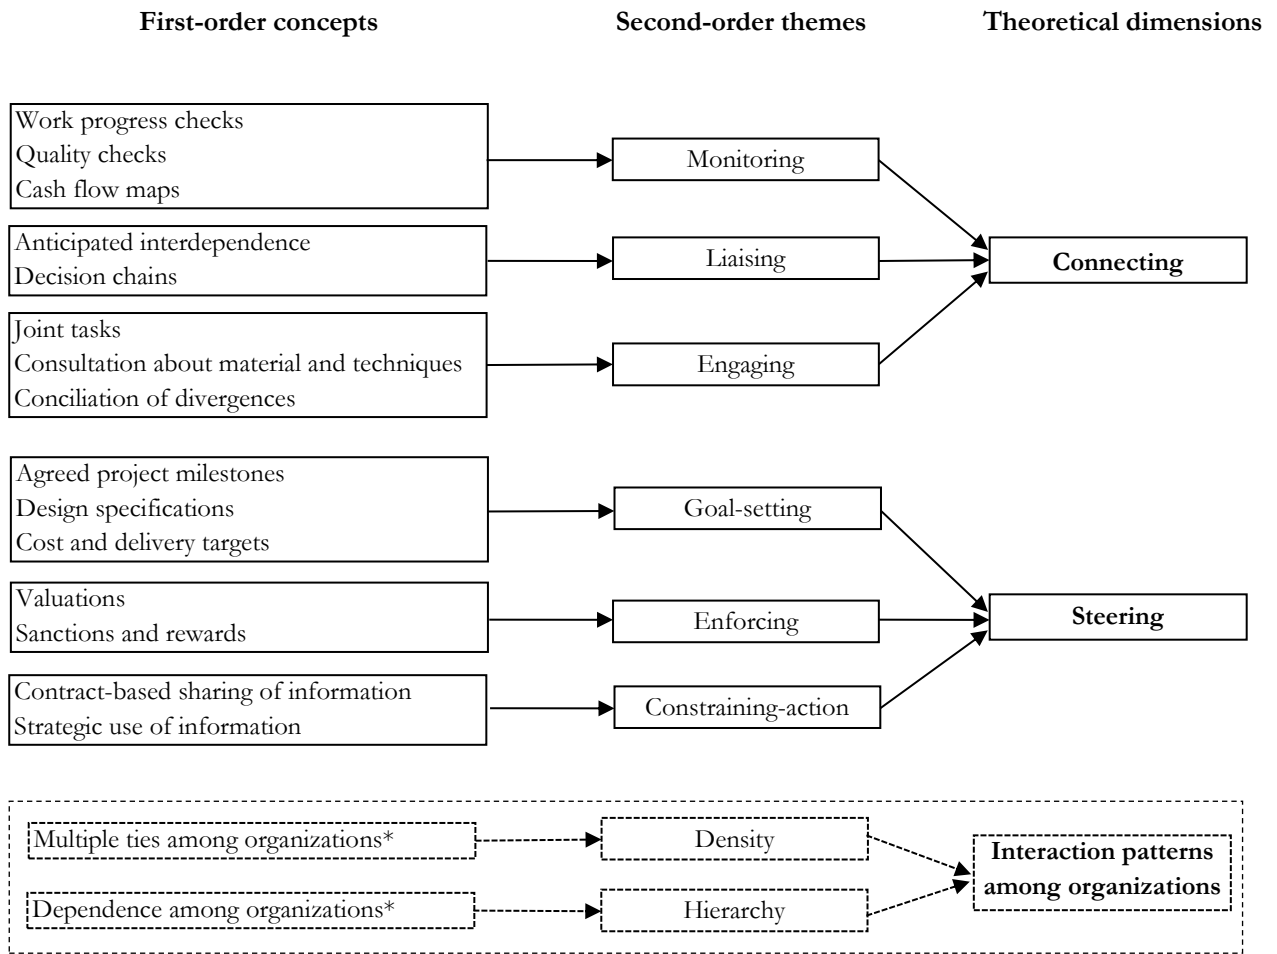 First-order concepts
Second-order themes
Theoretical dimensions
Work progress checks
Quality checks
Cash flow maps
Monitoring
Anticipated interdependence
Decision chains
Liaising
Connecting
Joint tasks
Consultation about material and techniques
Conciliation of divergences
Engaging
Agreed project milestones
Design specifications
Cost and delivery targets
Goal-setting
Valuations
Sanctions and rewards
Enforcing
Steering
Contract-based sharing of information
Strategic use of information
Constraining-action
Multiple ties among organizations*
Density
Interaction patterns
among organizations
Dependence among organizations*
Hierarchy